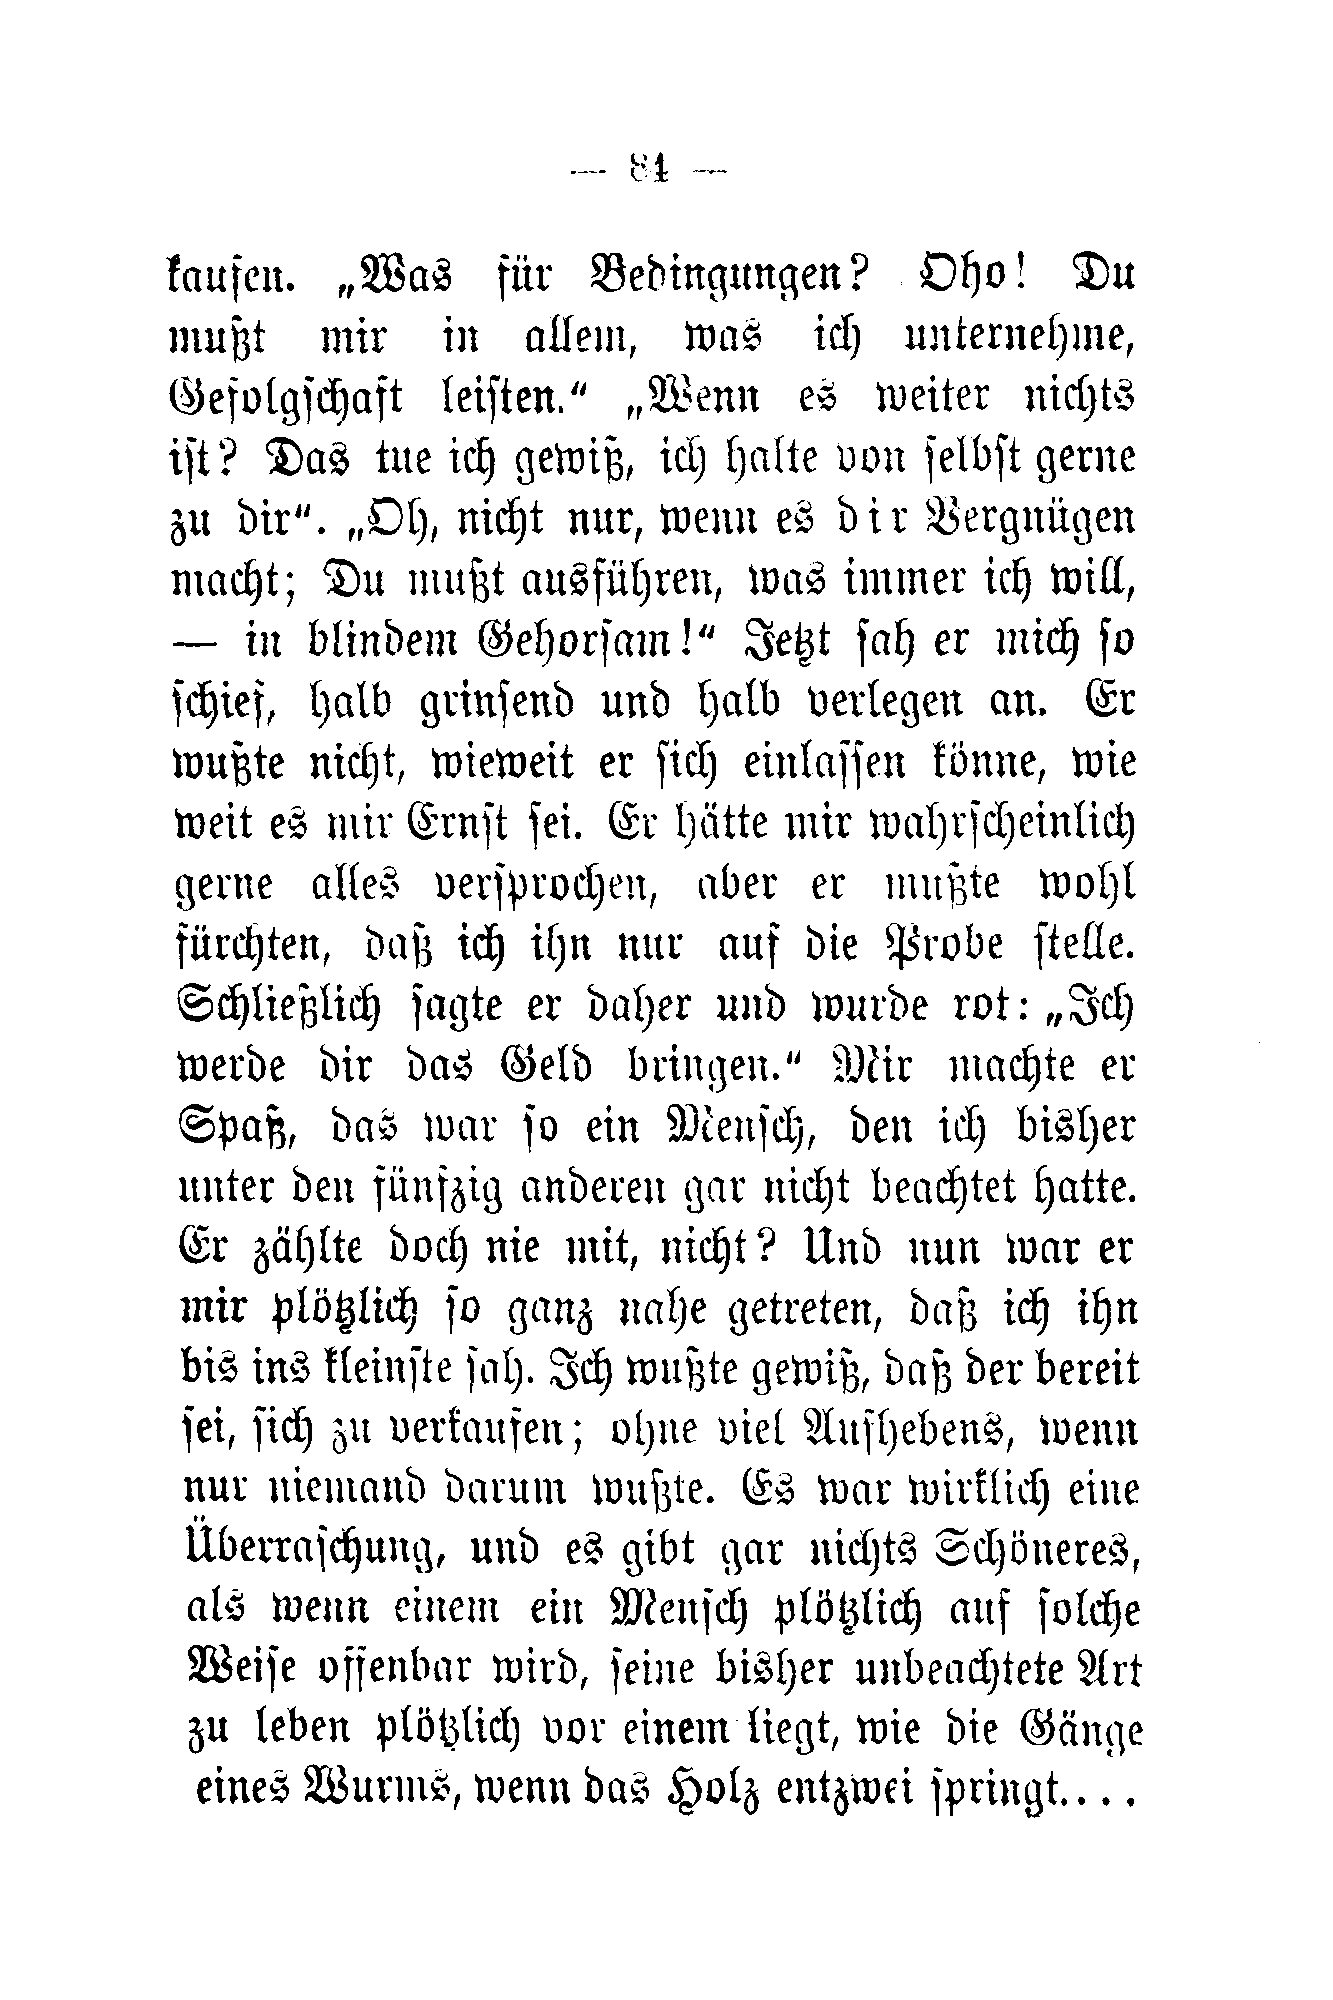 — 84 —
kaufen. „Was für Bedingungen? Oho! Du
mußt mir in allem, was ich unternehme,
Gefolgschaft leisten.“ „Wenn es weiter nichts
ist? Das tue ich gewiß, ich halte von selbst gerne
zu dir“. „Oh, nicht nur, wenn es dir Vergnügen
macht; Du mußt ausführen, was immer ich will,
— in blindem Gehorsam!“ Jetzt sah er mich so
schief, halb grinsend und halb verlegen an. Er
wußte nicht, wieweit er sich einlassen könne, wie
weit es mir Ernst sei. Er hätte mir wahrscheinlich
gerne alles versprochen, aber er mußte wohl
fürchten, daß ich ihn nur auf die Probe stelle.
Schließlich sagte er daher und wurde rot: „Ich
werde dir das Geld bringen.“ Mir machte er
Spaß, das war so ein Mensch, den ich bisher
unter den fünfzig anderen gar nicht beachtet hatte.
Er zählte doch nie mit, nicht? Und nun war er
mir plötzlich so ganz nahe getreten, daß ich ihn
bis ins kleinste sah. Ich wußte gewiß, daß der bereit
sei, sich zu verkaufen; ohne viel Aufhebens, wenn
nur niemand darum wußte. Es war wirklich eine
Überraschung, und es gibt gar nichts Schöneres,
als wenn einem ein Mensch plötzlich auf solche
Weise offenbar wird, seine bisher unbeachtete Art
zu leben plötzlich vor einem liegt, wie die Gänge
eines Wurms, wenn das Holz entzwei springt....